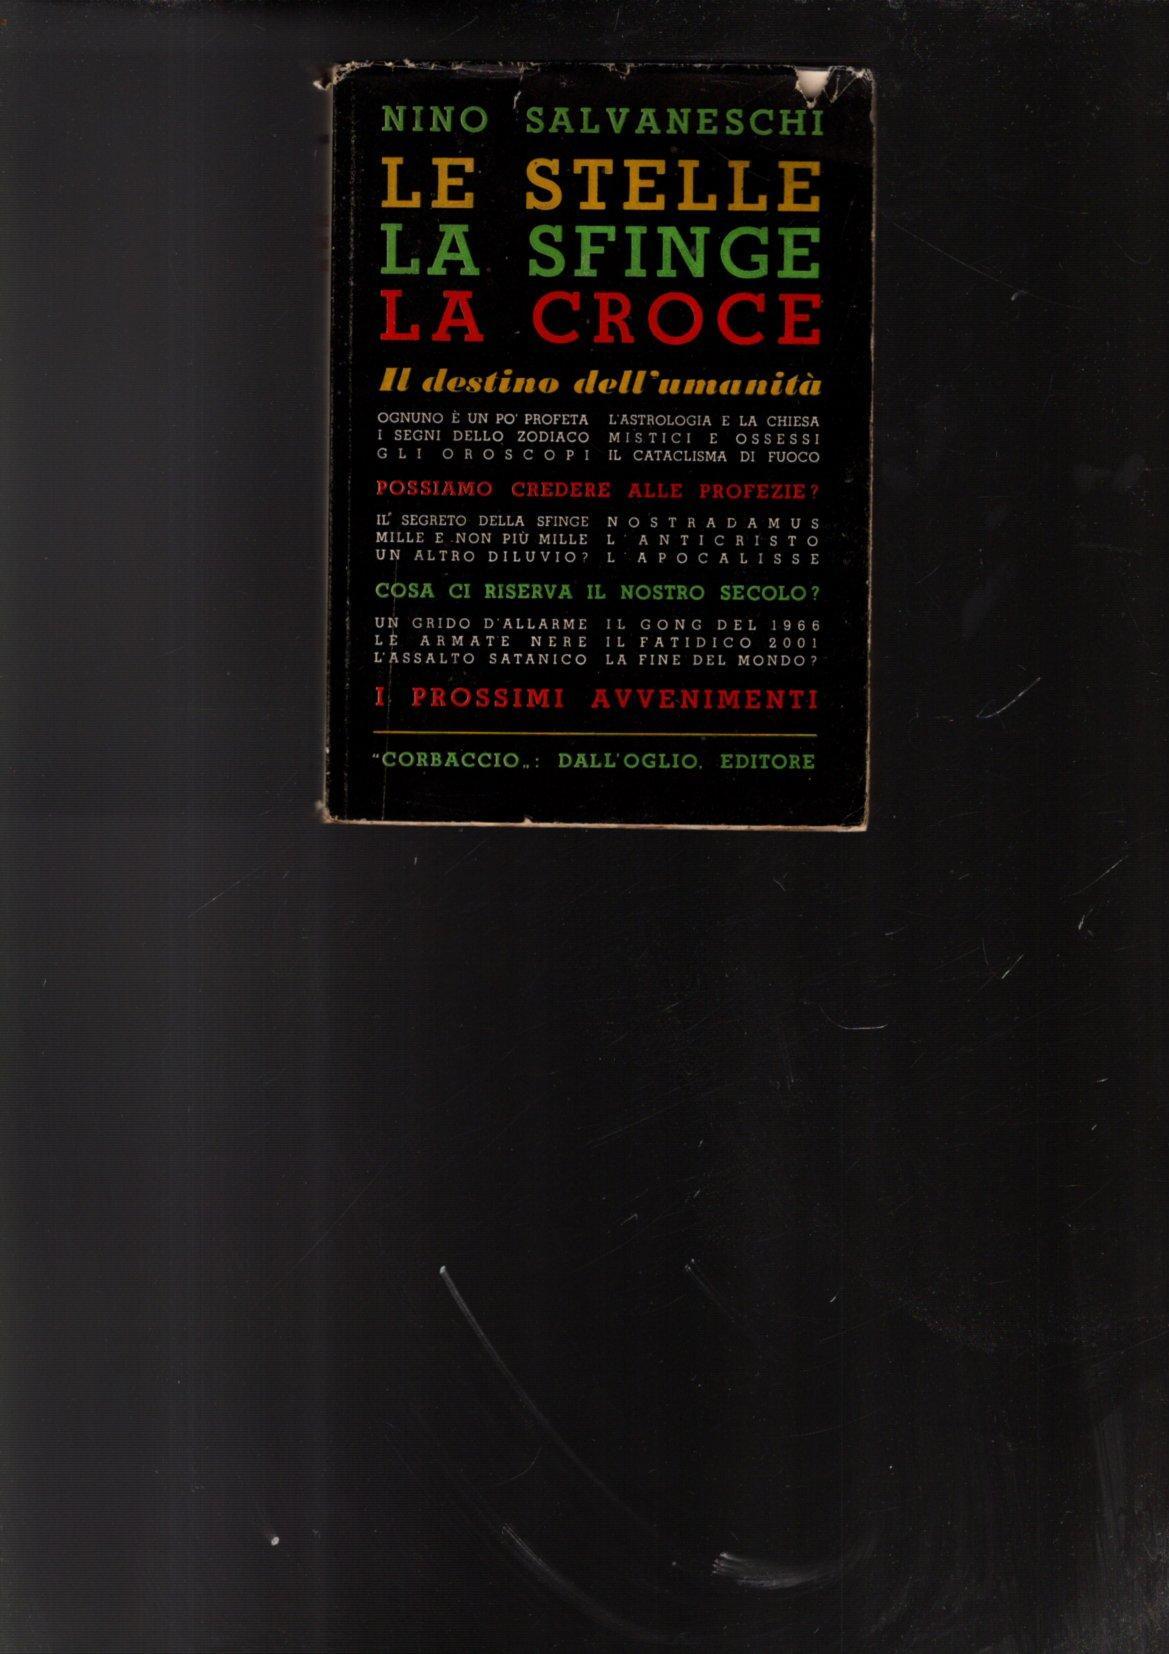 NINO SALVANESCHI
LE STELLE
LA SFINGE
LA CROCE
Il destino dell'umanità
OGNUNO È UN PO' PROFETA L'ASTROLOGIA E LA CHIESA
I SEGNI DELLO ZODIACO MISTICI E OSSESSI
GLI OROSCOPI IL CATACLISMA DI FUOCO
POSSIAMO CREDERE ALLE PROFEZIE?
IL SEGRETO DELLA SFINGE NOSTRADAMUS
MILLE E NON PIÙ MILLE L'ANTICRISTO
UN ALTRO DILUVIO? L'APOCALISSE
COSA CI RISERVA IL NOSTRO SECOLO?
UN GRIDO D'ALLARME IL GONG DEL 1966
LE ARMATE NERE IL FATIDICO 2001
L'ASSALTO SATANICO LA FINE DEL MONDO?
I PROSSIMI AVVENIMENTI
"CORBACCIO„: DALL'OGLIO, EDITORE